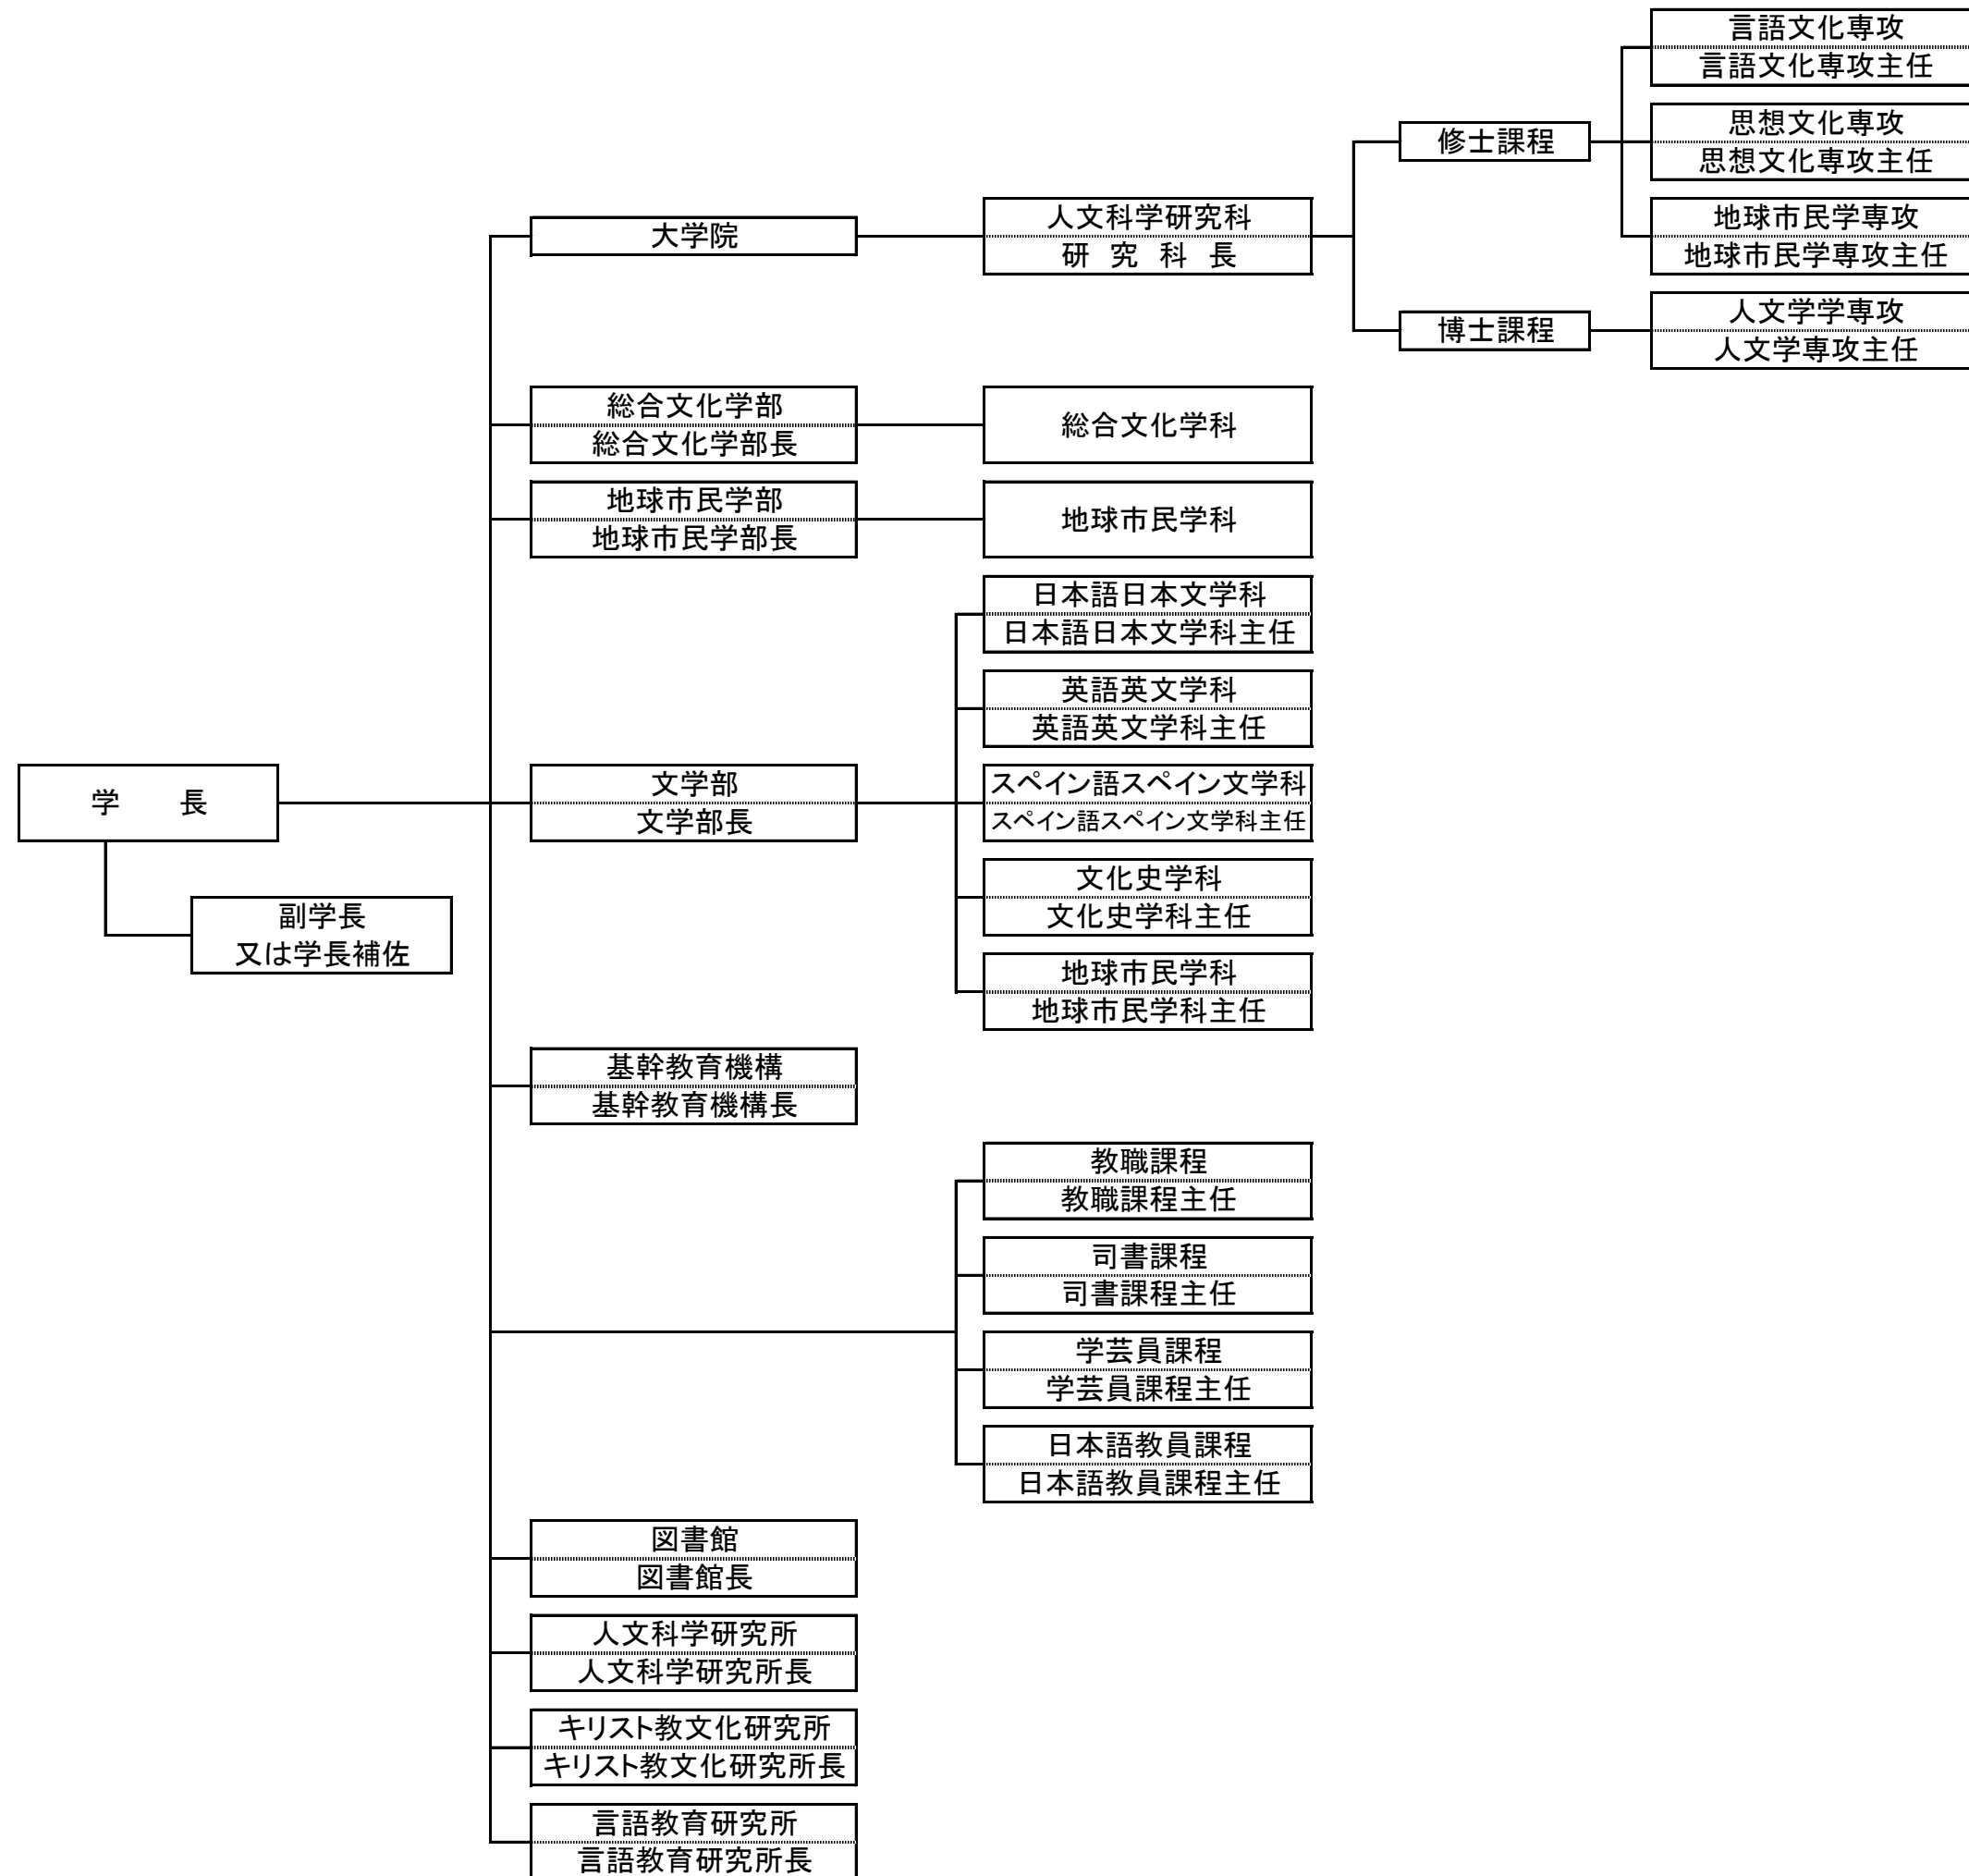 言語文化専攻
言語文化専攻主任
思想文化専攻
思想文化専攻主任
修士課程
地球市民学専攻
地球市民学専攻主任
大学院
人文科学研究科
研 究 科 長
人文学学専攻
人文学専攻主任
博士課程
総合文化学部
総合文化学部長
総合文化学科
地球市民学部
地球市民学部長
地球市民学科
日本語日本文学科
日本語日本文学科主任
英語英文学科
英語英文学科主任
学 長
文学部
文学部長
スペイン語スペイン文学科
スペイン語スペイン文学科主任
文化史学科
文化史学科主任
副学長
又は学長補佐
地球市民学科
地球市民学科主任
基幹教育機構
基幹教育機構長
教職課程
教職課程主任
司書課程
司書課程主任
学芸員課程
学芸員課程主任
日本語教員課程
日本語教員課程主任
図書館
図書館長
人文科学研究所
人文科学研究所長
キリスト教文化研究所
キリスト教文化研究所長
言語教育研究所
言語教育研究所長